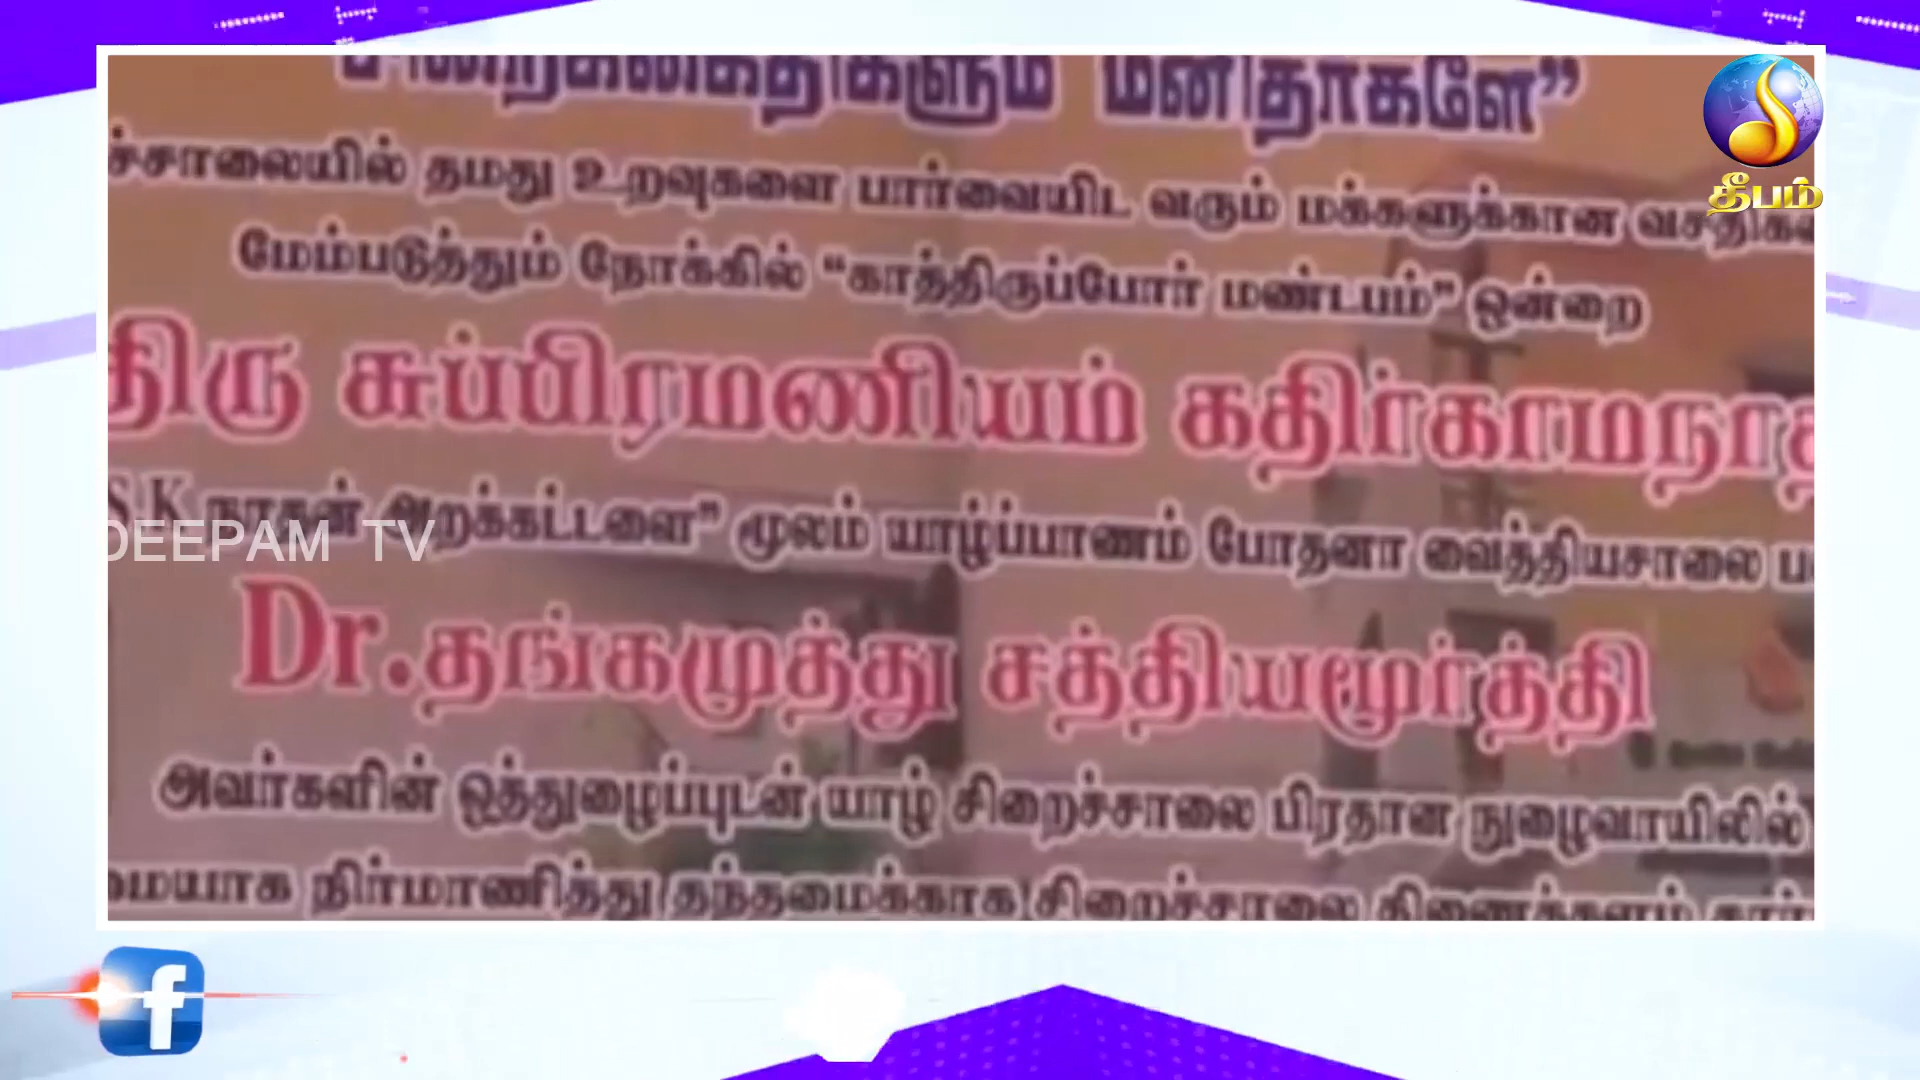 சிறைக்கைதிகளும் மனிதர்களே”
ச்சாலையில் தமது உறவுகளை பார்வையிட வரும் மக்களுக்கான
மேம்படுத்தும் நோக்கில் “காத்திருப்போர் மண்டபம்” ஒன்றை
திரு சுப்பிரமணியம் கதிர்காமநாத
S.K நாதன் அறக்கட்டளை” மூலம் யாழ்ப்பாணம் போதனா வைத்தியசாலை
Dr.தங்கமுத்து சத்தியமூர்த்தி
அவர்களின் ஒத்துழைப்புடன் யாழ் சிறைச்சாலை பிரதான நுழைவாயிலில்
மையாக நிர்மாணித்து தந்தமைக்காக சிறைச்சாலை
தீபம்
DEEPAM TV
f